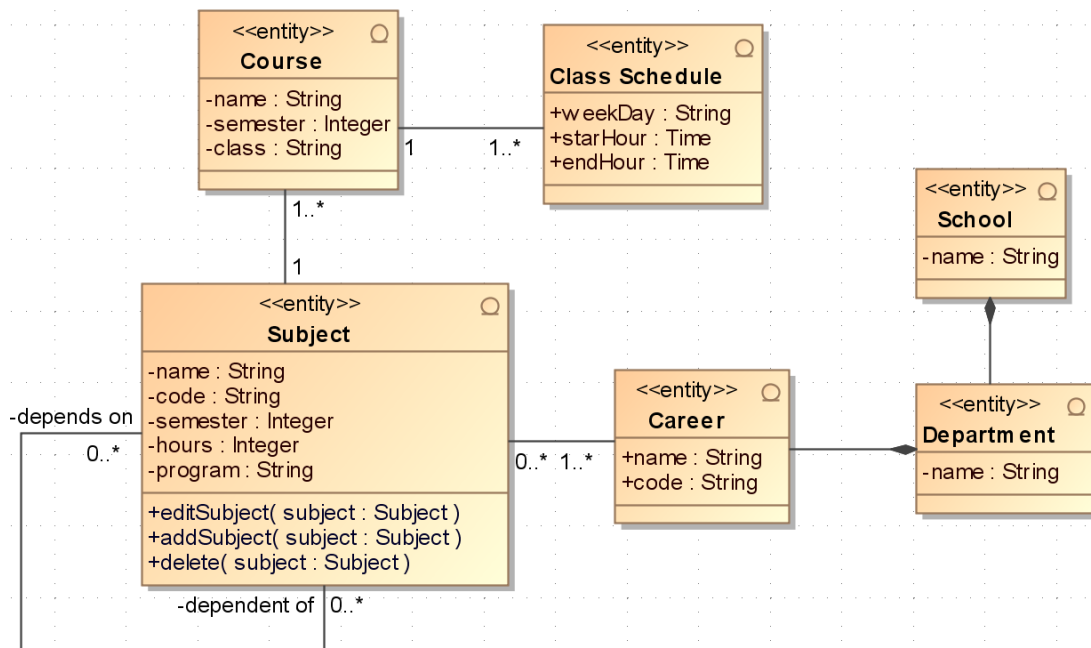 <<entity>>
Course
-name : String
-semester : Integer
-class : String
<<entity>>
Class Schedule
+weekDay : String
+starHour : Time
+endHour : Time
1
1..*
1..*
1
<<entity>>
School
-name : String
<<entity>>
Subject
-name : String
-code : String
-semester : Integer
-hours : Integer
-program : String
+editSubject( subject : Subject )
+addSubject( subject : Subject )
+delete( subject : Subject )
-depends on
0..*
-dependent of
0..*
0..*
1..*
<<entity>>
Career
+name : String
+code : String
<<entity>>
Department
-name : String